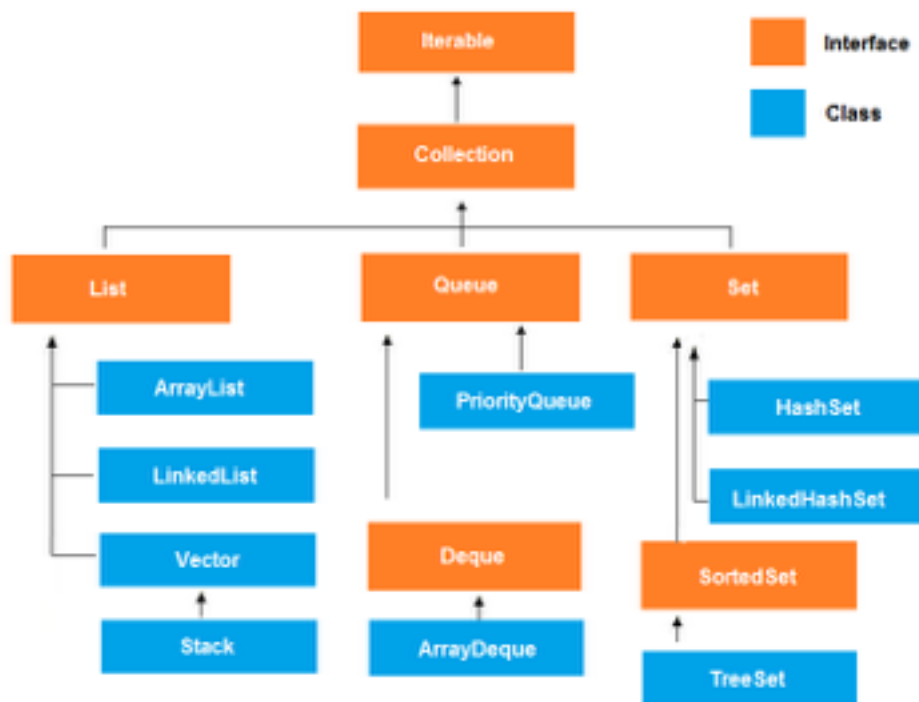 Iterable
Interface
Class
Collection
List
Queue
Set
ArrayList
PriorityQueue
HashSet
LinkedList
LinkedHashSet
Vector
Deque
SortedSet
Stack
ArrayDeque
TreeSet